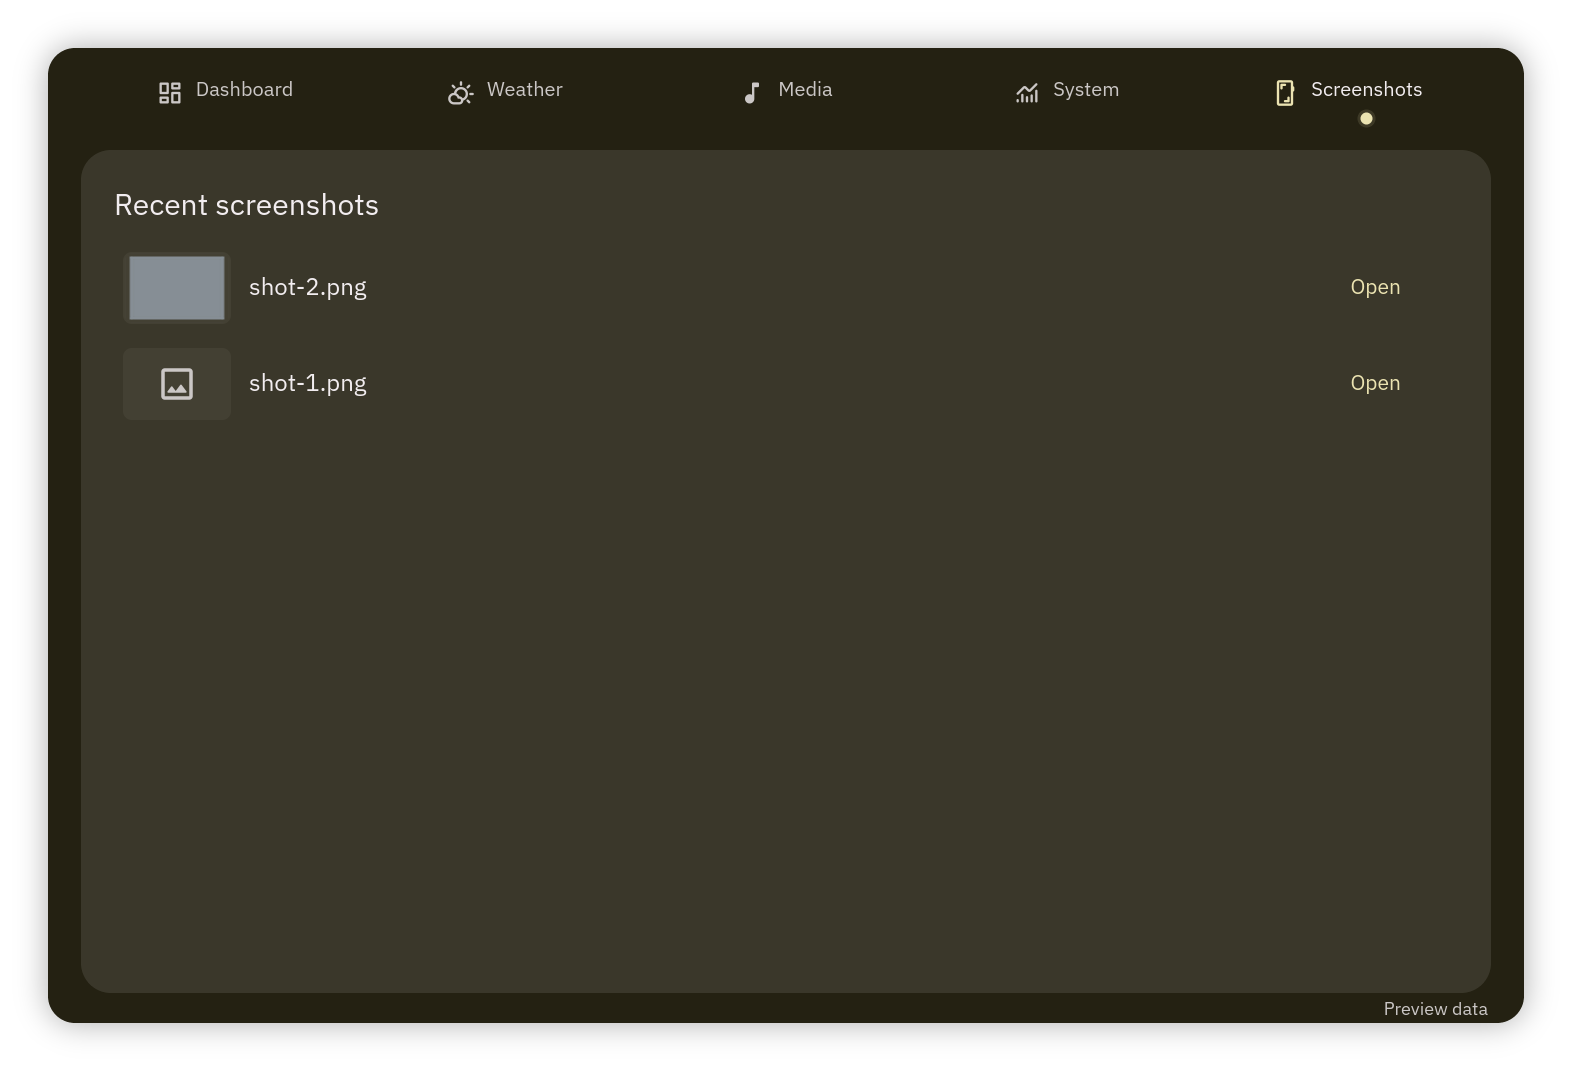 Dashboard
Weather
Media
System
Screenshots
Recent screenshots
shot-2.png
Open
shot-1.png
Open
Preview data